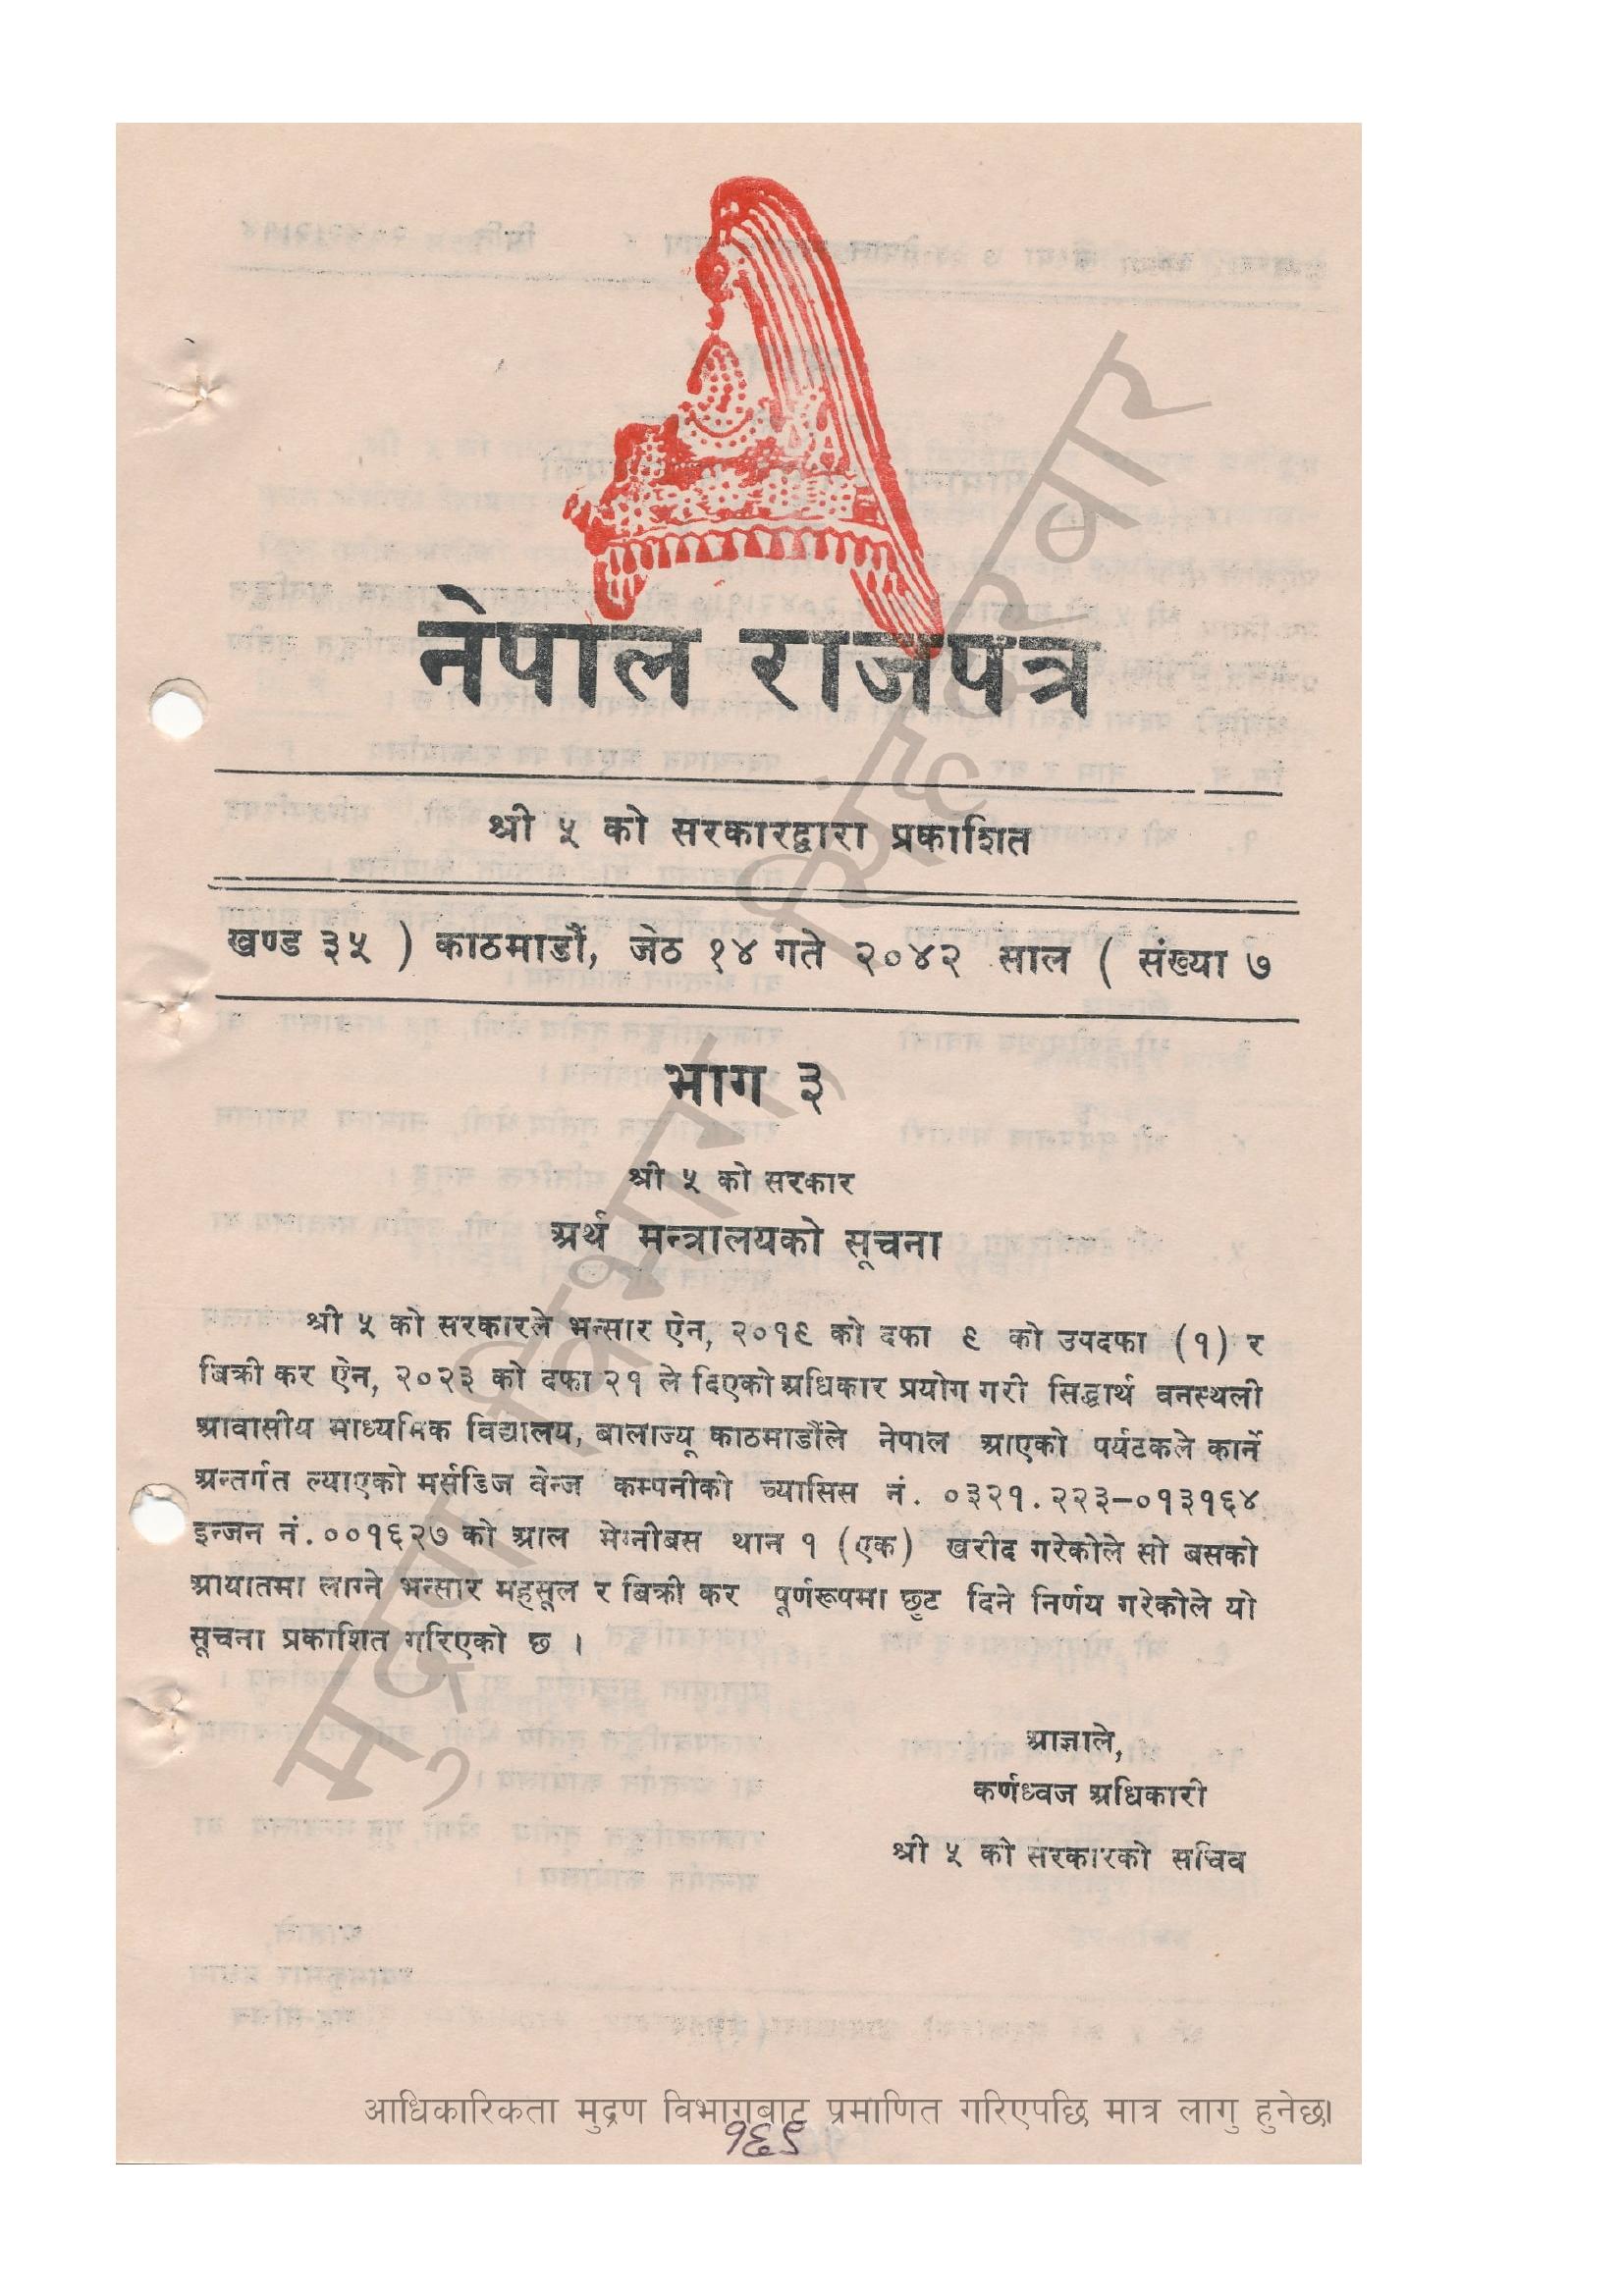 नेपाल राजपत्र
श्री ५ को सरकारद्वारा प्रकाशित
खण्ड ३५ ) काठमाडौं, जेठ १४ गते २०४२ साल ( संख्या ७
भाग ३
श्री ५ को सरकार
अर्थ मन्त्रालयको सूचना
श्री ५ को सरकारले भन्सार ऐन, २०१९ को दफा ९ को उपदफा (१) र
बिक्री कर ऐन, २०२३ को दफा २१ ले दिएको अधिकार प्रयोग गरी सिद्धार्थ वनस्थली
आवासीय माध्यमिक विद्यालय, बालाज्यू काठमाडौंले नेपाल आएको पर्यटकले कार्ने
अन्तर्गत ल्याएको मर्सडिज वेन्ज कम्पनीको च्यासिस नं. ०३२१.२२३–०१३१६४
इन्जन नं.००१६२७ को आल मेग्नीबस थान १ (एक) खरीद गरेकोले सो बसको
आयातमा लाग्ने भन्सार महसूल र बिक्री कर पूर्णरूपमा छुट दिने निर्णय गरेकोले यो
सूचना प्रकाशित गरिएको छ ।
आज्ञाले,
कर्णध्वज अधिकारी
श्री ५ को सरकारको सचिव
मुद्रण विभाग, सिंहदरबार
आधिकारिकता मुद्रण विभागबाट प्रमाणित गरिएपछि मात्र लागु हुनेछ।
१६९